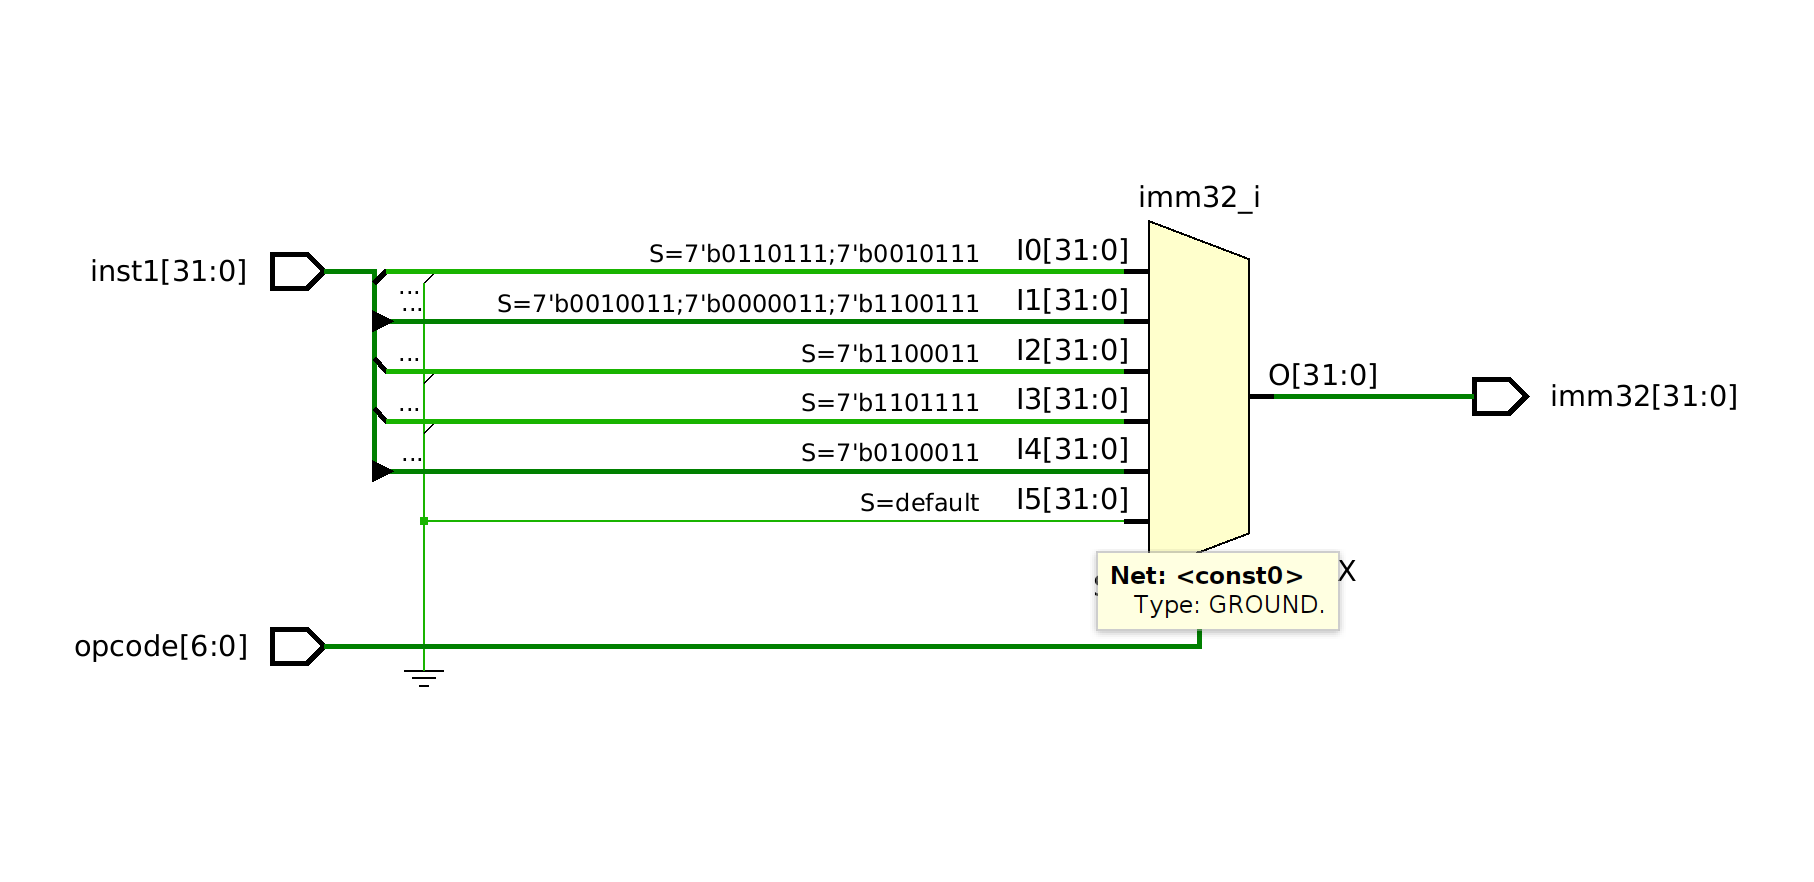 imm32_i
inst1[31:0]
S=7'b0110111;7'b0010111 I0[31:0]
...
...
S=7'b0010011;7'b0000011;7'b1100111 I1[31:0]
...
S=7'b1100011 I2[31:0]
O[31:0]
imm32[31:0]
...
S=7'b1101111 I3[31:0]
...
S=7'b0100011 I4[31:0]
S=default I5[31:0]
X
Net: <const0>
Type: GROUND.
opcode[6:0]